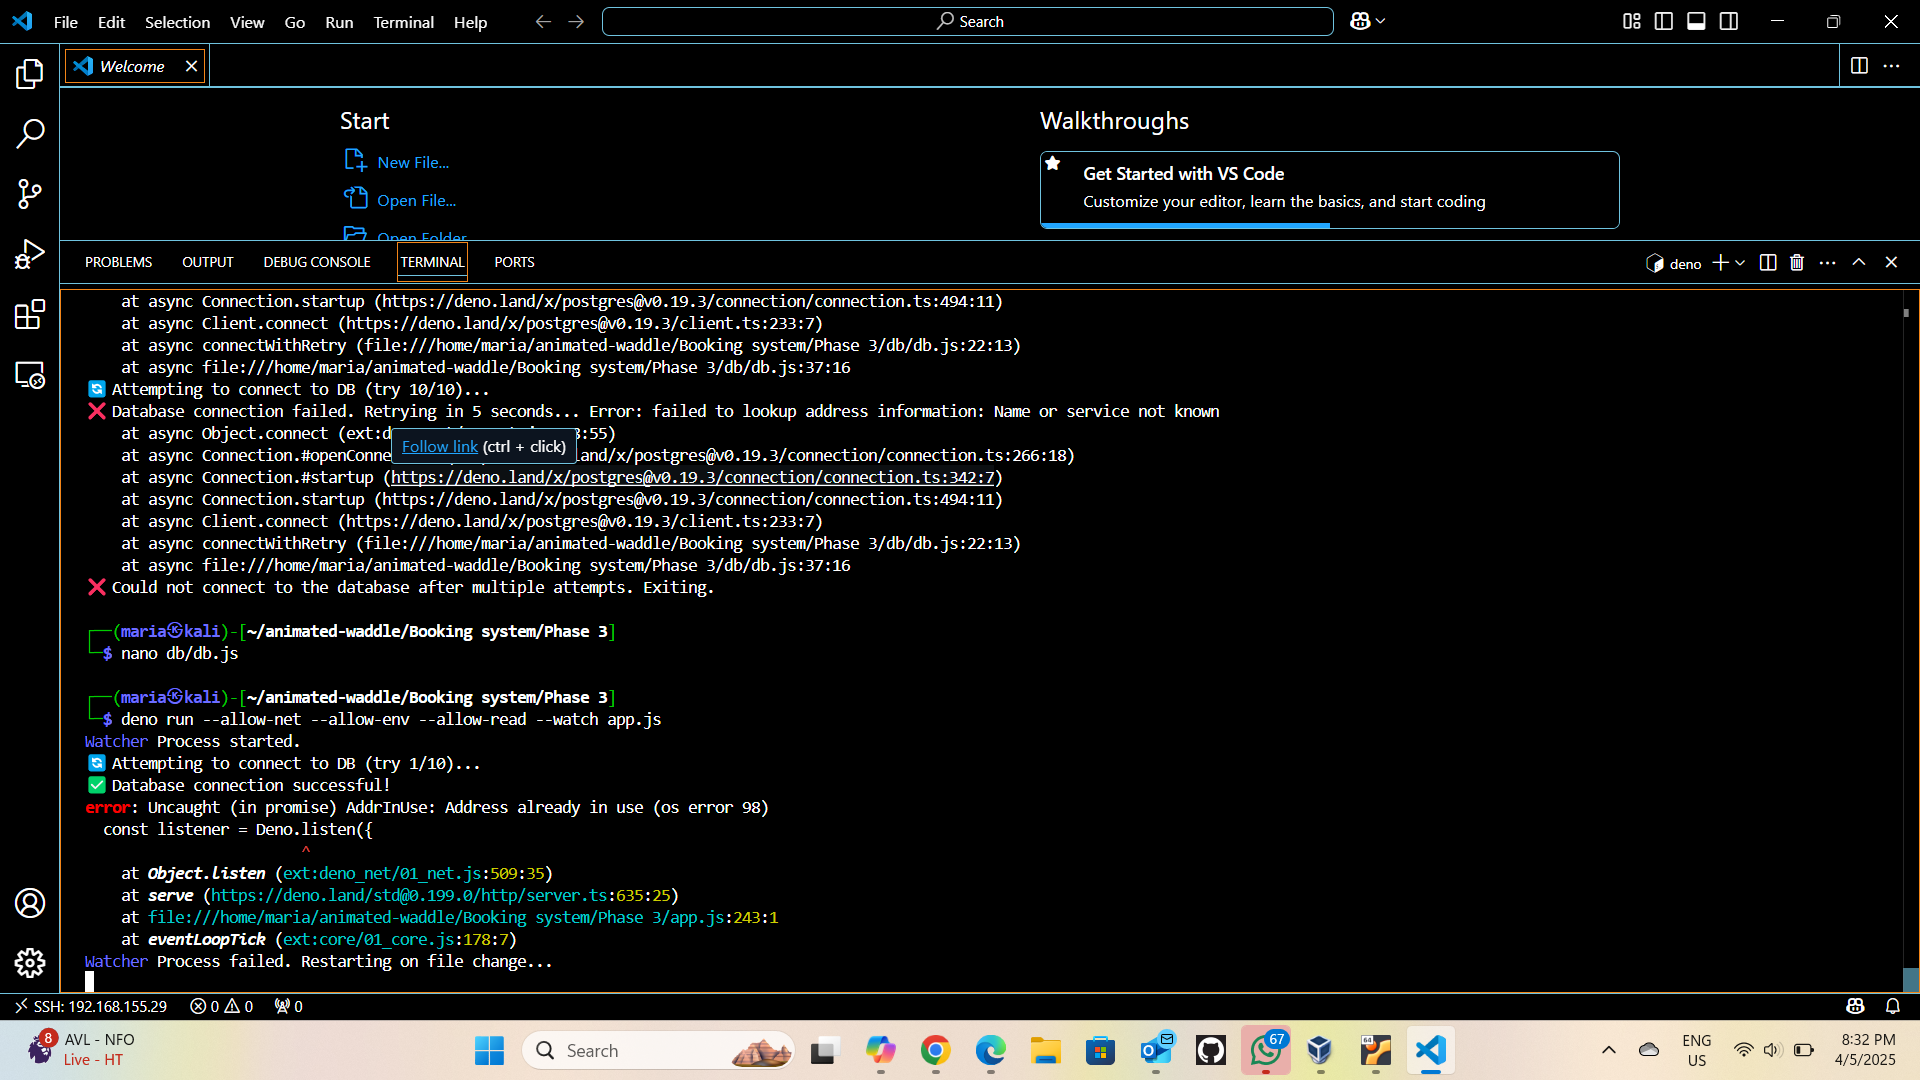 File Edit Selection View Go Run Terminal Help
Search
Welcome
Start
New File...
Open File...
Open Folder
Walkthroughs
Get Started with VS Code
Customize your editor, learn the basics, and start coding
PROBLEMS OUTPUT DEBUG CONSOLE TERMINAL PORTS
deno
at async Connection.startup (https://deno.land/x/postgres@v0.19.3/connection/connection.ts:494:11)
at async Client.connect (https://deno.land/x/postgres@v0.19.3/client.ts:233:7)
at async connectWithRetry (file:///home/maria/animated-waddle/Booking system/Phase 3/db/db.js:22:13)
at async file:///home/maria/animated-waddle/Booking system/Phase 3/db/db.js:37:16
🔄 Attempting to connect to DB (try 10/10)...
❌ Database connection failed. Retrying in 5 seconds... Error: failed to lookup address information: Name or service not known
at async Object.connect (ext:d 8:55)
Follow link (ctrl + click)
at async Connection.#openConne land/x/postgres@v0.19.3/connection/connection.ts:266:18)
at async Connection.#startup (https://deno.land/x/postgres@v0.19.3/connection/connection.ts:342:7)
at async Connection.startup (https://deno.land/x/postgres@v0.19.3/connection/connection.ts:494:11)
at async Client.connect (https://deno.land/x/postgres@v0.19.3/client.ts:233:7)
at async connectWithRetry (file:///home/maria/animated-waddle/Booking system/Phase 3/db/db.js:22:13)
at async file:///home/maria/animated-waddle/Booking system/Phase 3/db/db.js:37:16
❌ Could not connect to the database after multiple attempts. Exiting.
┌──(maria㉿kali)-[~/animated-waddle/Booking system/Phase 3]
└─$ nano db/db.js
┌──(maria㉿kali)-[~/animated-waddle/Booking system/Phase 3]
└─$ deno run --allow-net --allow-env --allow-read --watch app.js
Watcher Process started.
🔄 Attempting to connect to DB (try 1/10)...
✅ Database connection successful!
error: Uncaught (in promise) AddrInUse: Address already in use (os error 98)
const listener = Deno.listen({
^
at Object.listen (ext:deno_net/01_net.js:509:35)
at serve (https://deno.land/std@0.199.0/http/server.ts:635:25)
at file:///home/maria/animated-waddle/Booking system/Phase 3/app.js:243:1
at eventLoopTick (ext:core/01_core.js:178:7)
Watcher Process failed. Restarting on file change...
SSH: 192.168.155.29 0 0 0
8
AVL - NFO
Live - HT
Search
67
64
ENG
US
8:32 PM
4/5/2025